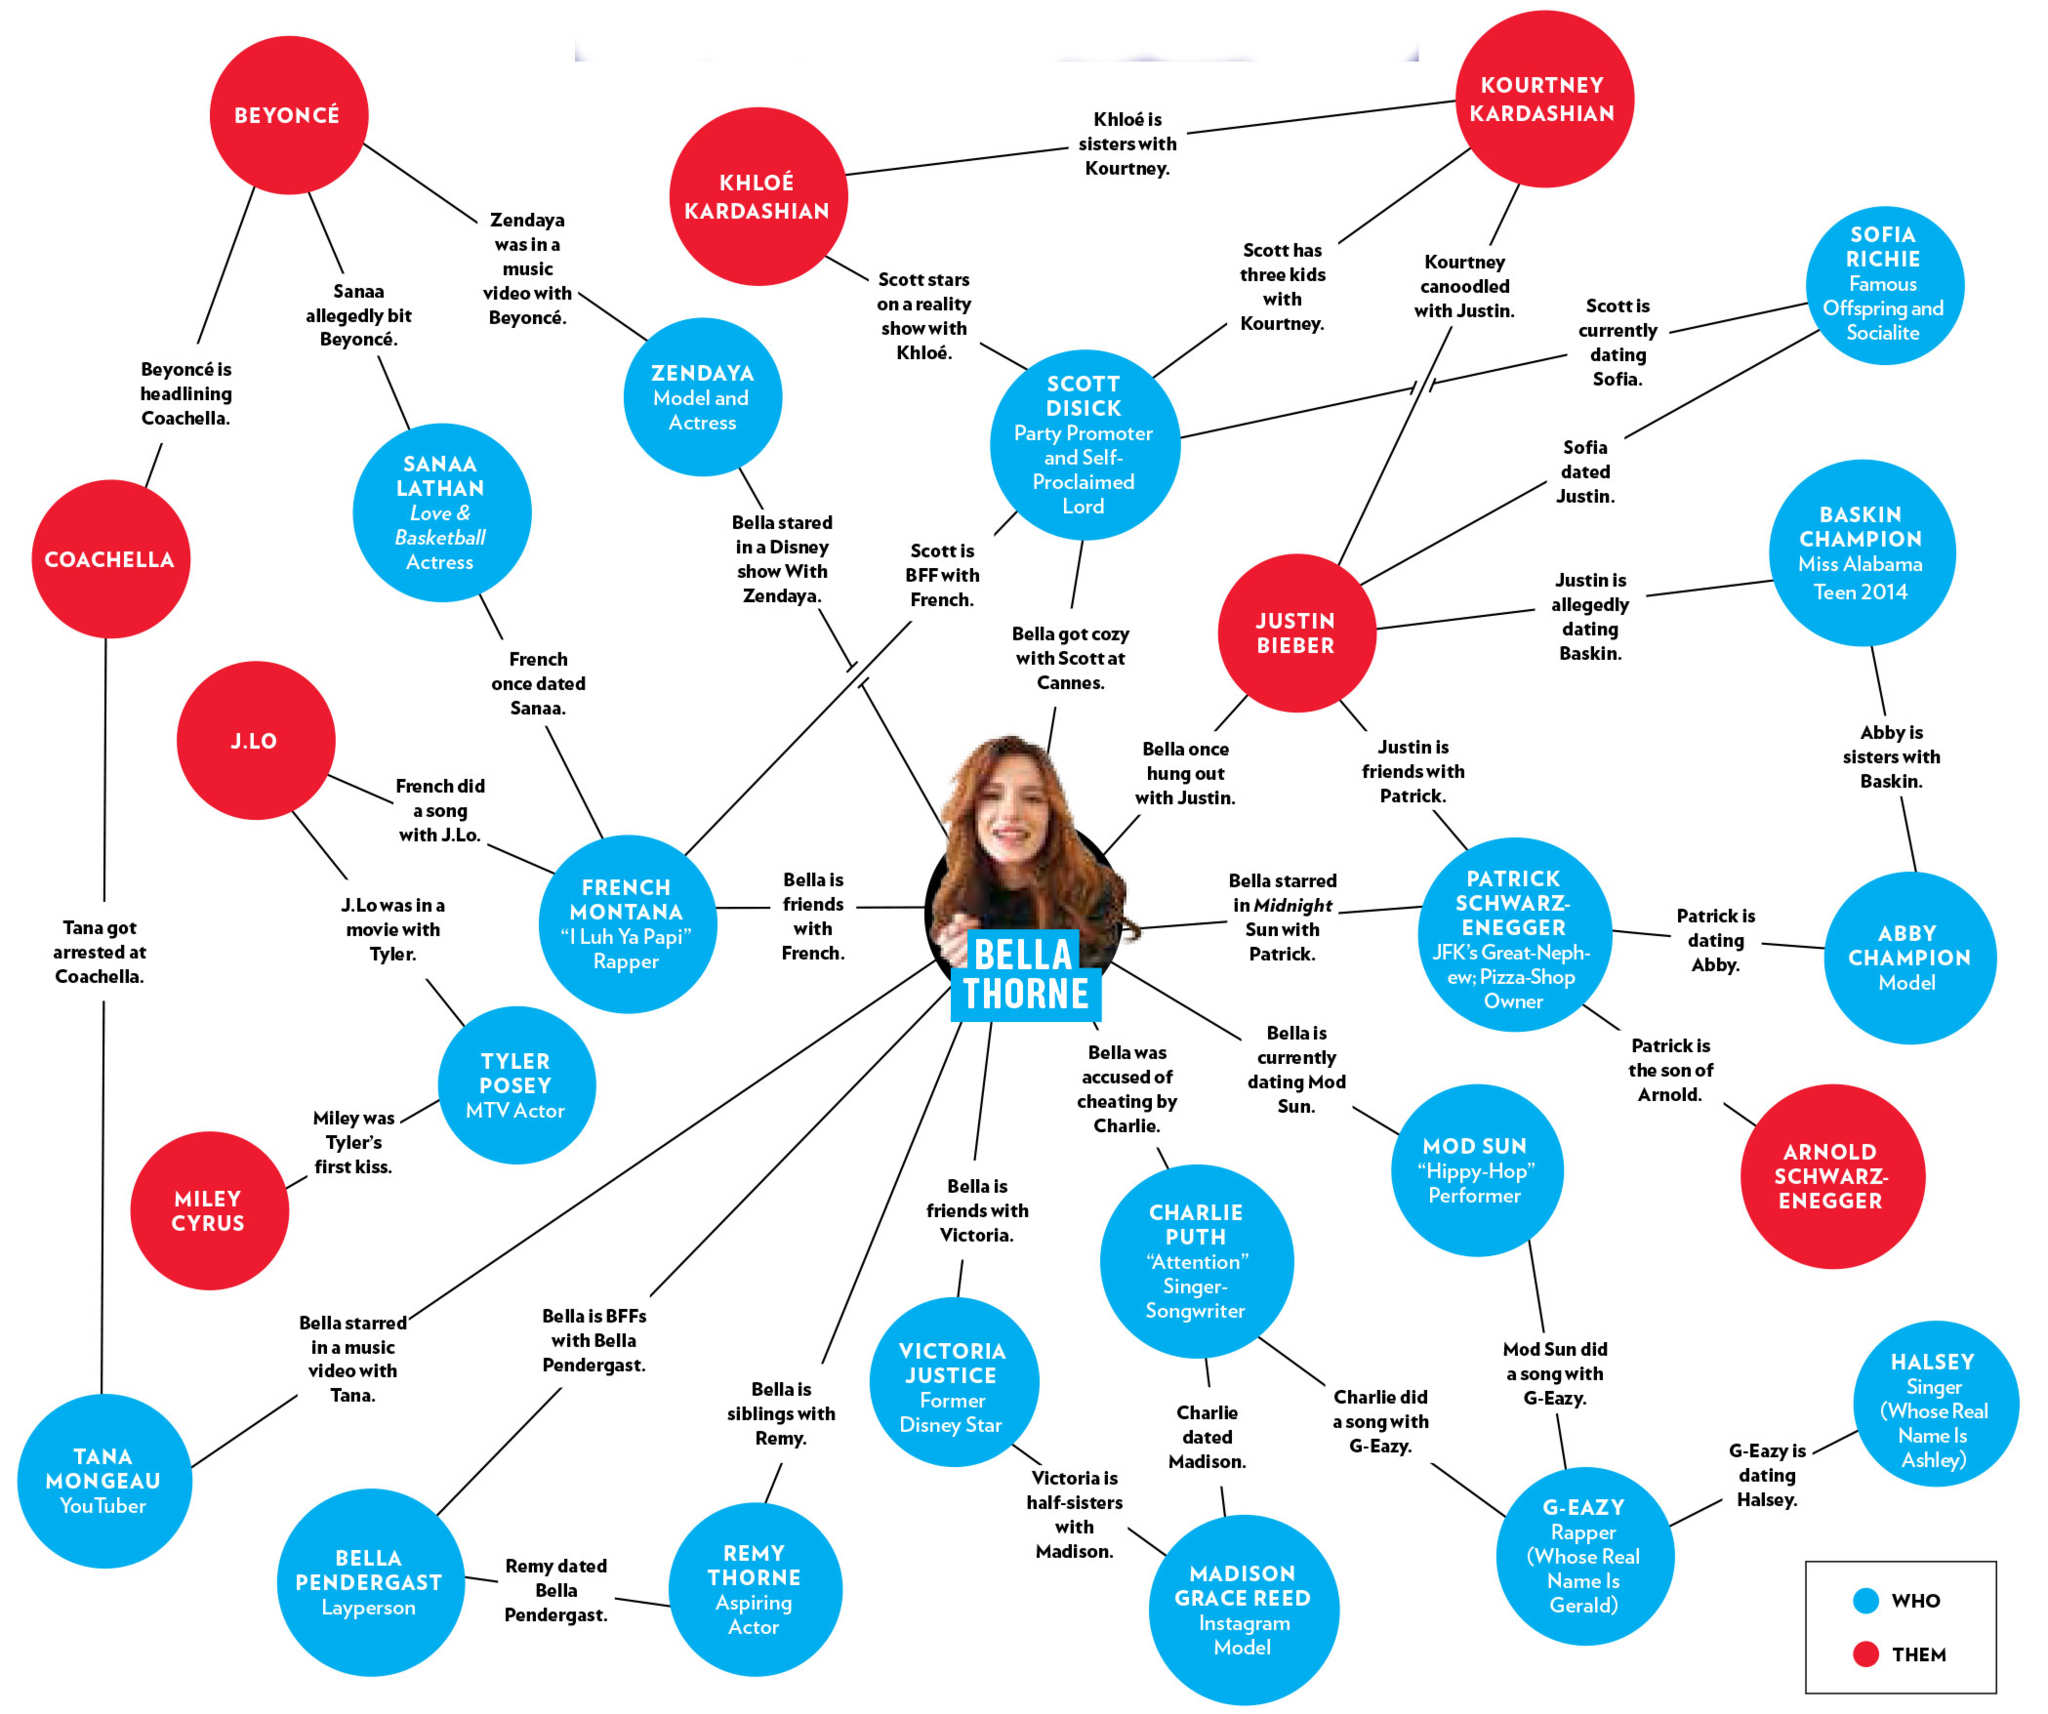 BEYONCÉ
KOURTNEY
KARDASHIAN
KHLOÉ
KARDASHIAN
Khloé is
sisters with
Kourtney.
Zendaya
was in a
music
video with
Beyoncé.
Sanaa
allegedly bit
Beyoncé.
Beyoncé is
headlining
Coachella.
Scott stars
on a reality
show with
Khloé.
Scott has
three kids
with
Kourtney.
Kourtney
canoodled
with Justin.
SOFIA
RICHIE
Famous
Offspring and
Socialite
Scott is
currently
dating
Sofia.
ZENDAYA
Model and
Actress
SCOTT
DISICK
Party Promoter
and Self-
Proclaimed
Lord
SANAA
LATHAN
Love &
Basketball
Actress
COACHELLA
Bella stared
in a Disney
show With
Zendaya.
Scott is
BFF with
French.
Sofia
dated
Justin.
BASKIN
CHAMPION
Miss Alabama
Teen 2014
Justin is
allegedly
dating
Baskin.
JUSTIN
BIEBER
Bella got cozy
with Scott at
Cannes.
French
once dated
Sanaa.
J.LO
French did
a song
with J.Lo.
Bella once
hung out
with Justin.
Justin is
friends with
Patrick.
Abby is
sisters with
Baskin.
J.Lo was in a
movie with
Tyler.
FRENCH
MONTANA
“I Luh Ya Papi”
Rapper
Bella is
friends
with
French.
BELLA
THORNE
Bella starred
in Midnight
Sun with
Patrick.
PATRICK
SCHWARZ-
ENEGGER
JFK’s Great-Neph-
ew; Pizza-Shop
Owner
Patrick is
dating
Abby.
ABBY
CHAMPION
Model
Tana got
arrested at
Coachella.
TYLER
POSEY
MTV Actor
Miley was
Tyler’s
first kiss.
MILEY
CYRUS
Bella was
accused of
cheating by
Charlie.
Bella is
currently
dating Mod
Sun.
Patrick is
the son of
Arnold.
ARNOLD
SCHWARZ-
ENEGGER
MOD SUN
“Hippy-Hop”
Performer
Bella is
friends with
Victoria.
CHARLIE
PUTH
“Attention”
Singer-
Songwriter
Bella starred
in a music
video with
Tana.
Bella is BFFs
with Bella
Pendergast.
Bella is
siblings with
Remy.
VICTORIA
JUSTICE
Former
Disney Star
Charlie
dated
Madison.
Charlie did
a song with
G-Eazy.
Mod Sun did
a song with
G-Eazy.
HALSEY
Singer
(Whose Real
Name Is
Ashley)
G-Eazy is
dating
Halsey.
TANA
MONGEAU
YouTuber
Victoria is
half-sisters
with
Madison.
BELLA
PENDERGAST
Layperson
Remy dated
Bella
Pendergast.
REMY
THORNE
Aspiring
Actor
MADISON
GRACE REED
Instagram
Model
G-EAZY
Rapper
(Whose Real
Name Is
Gerald)
WHO
THEM